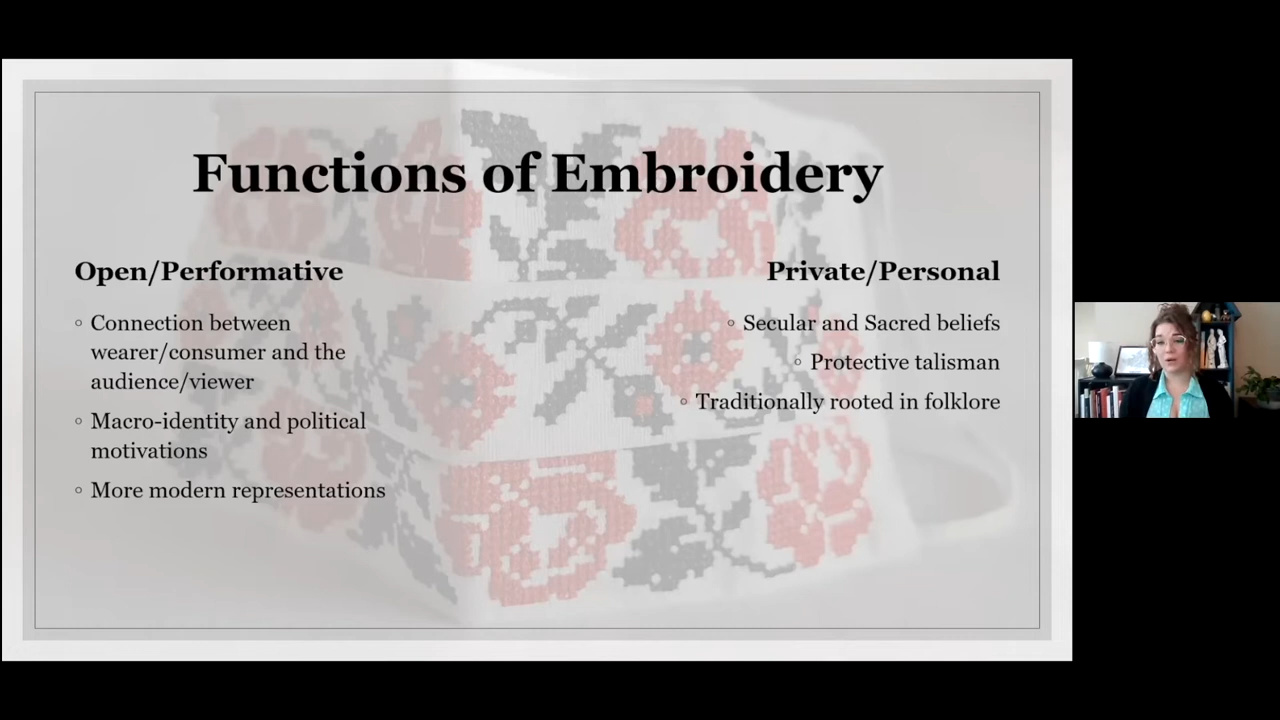 Functions of Embroidery
Open/Performative
◦ Connection between
wearer/consumer and the
audience/viewer
◦ Macro-identity and political
motivations
◦ More modern representations
Private/Personal
◦ Secular and Sacred beliefs
◦ Protective talisman
◦ Traditionally rooted in folklore